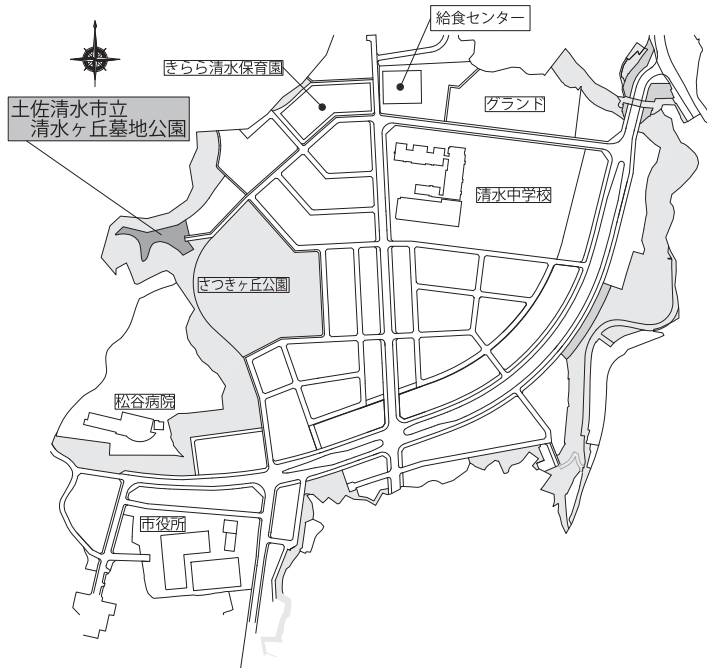 給食センター
きらら清水保育園
グランド
土佐清水市立
清水ヶ丘墓地公園
清水中学校
さつきヶ丘公園
松谷病院
市役所